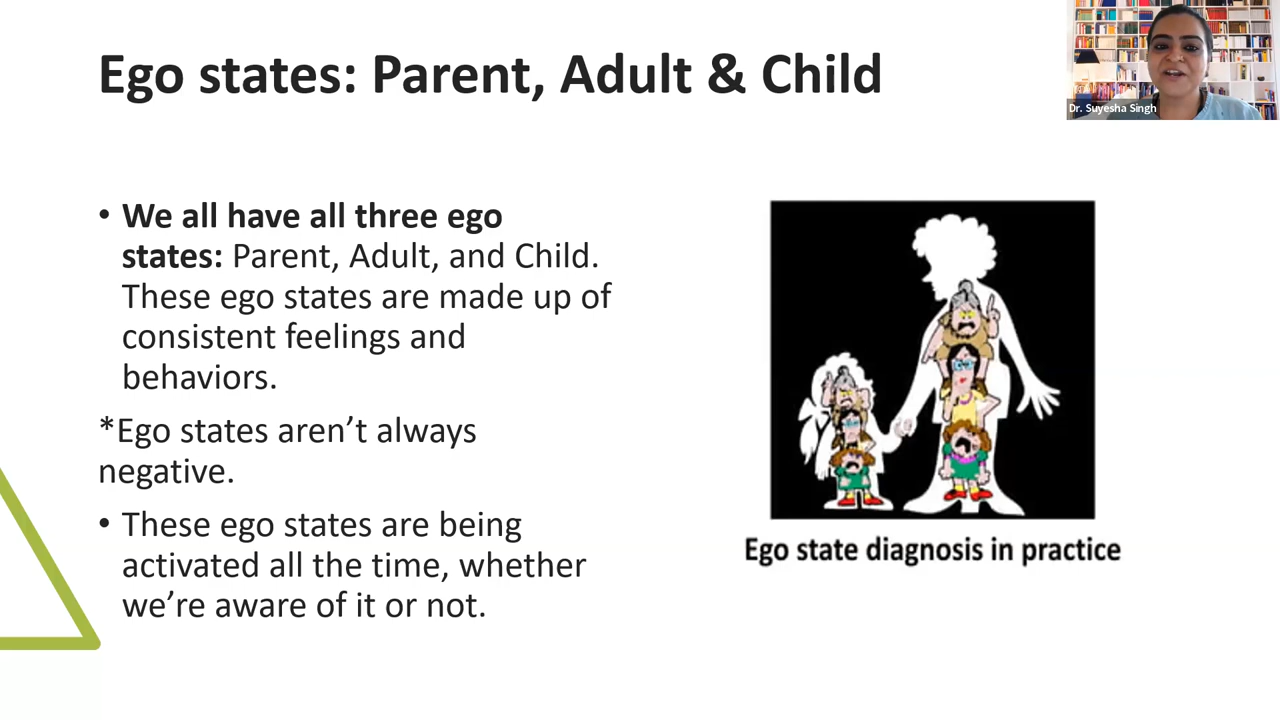 Ego states: Parent, Adult & Child
Dr. Suyesha Singh
• We all have all three ego
states: Parent, Adult, and Child.
These ego states are made up of
consistent feelings and
behaviors.
*Ego states aren’t always
negative.
• These ego states are being
activated all the time, whether
we’re aware of it or not.
Ego state diagnosis in practice